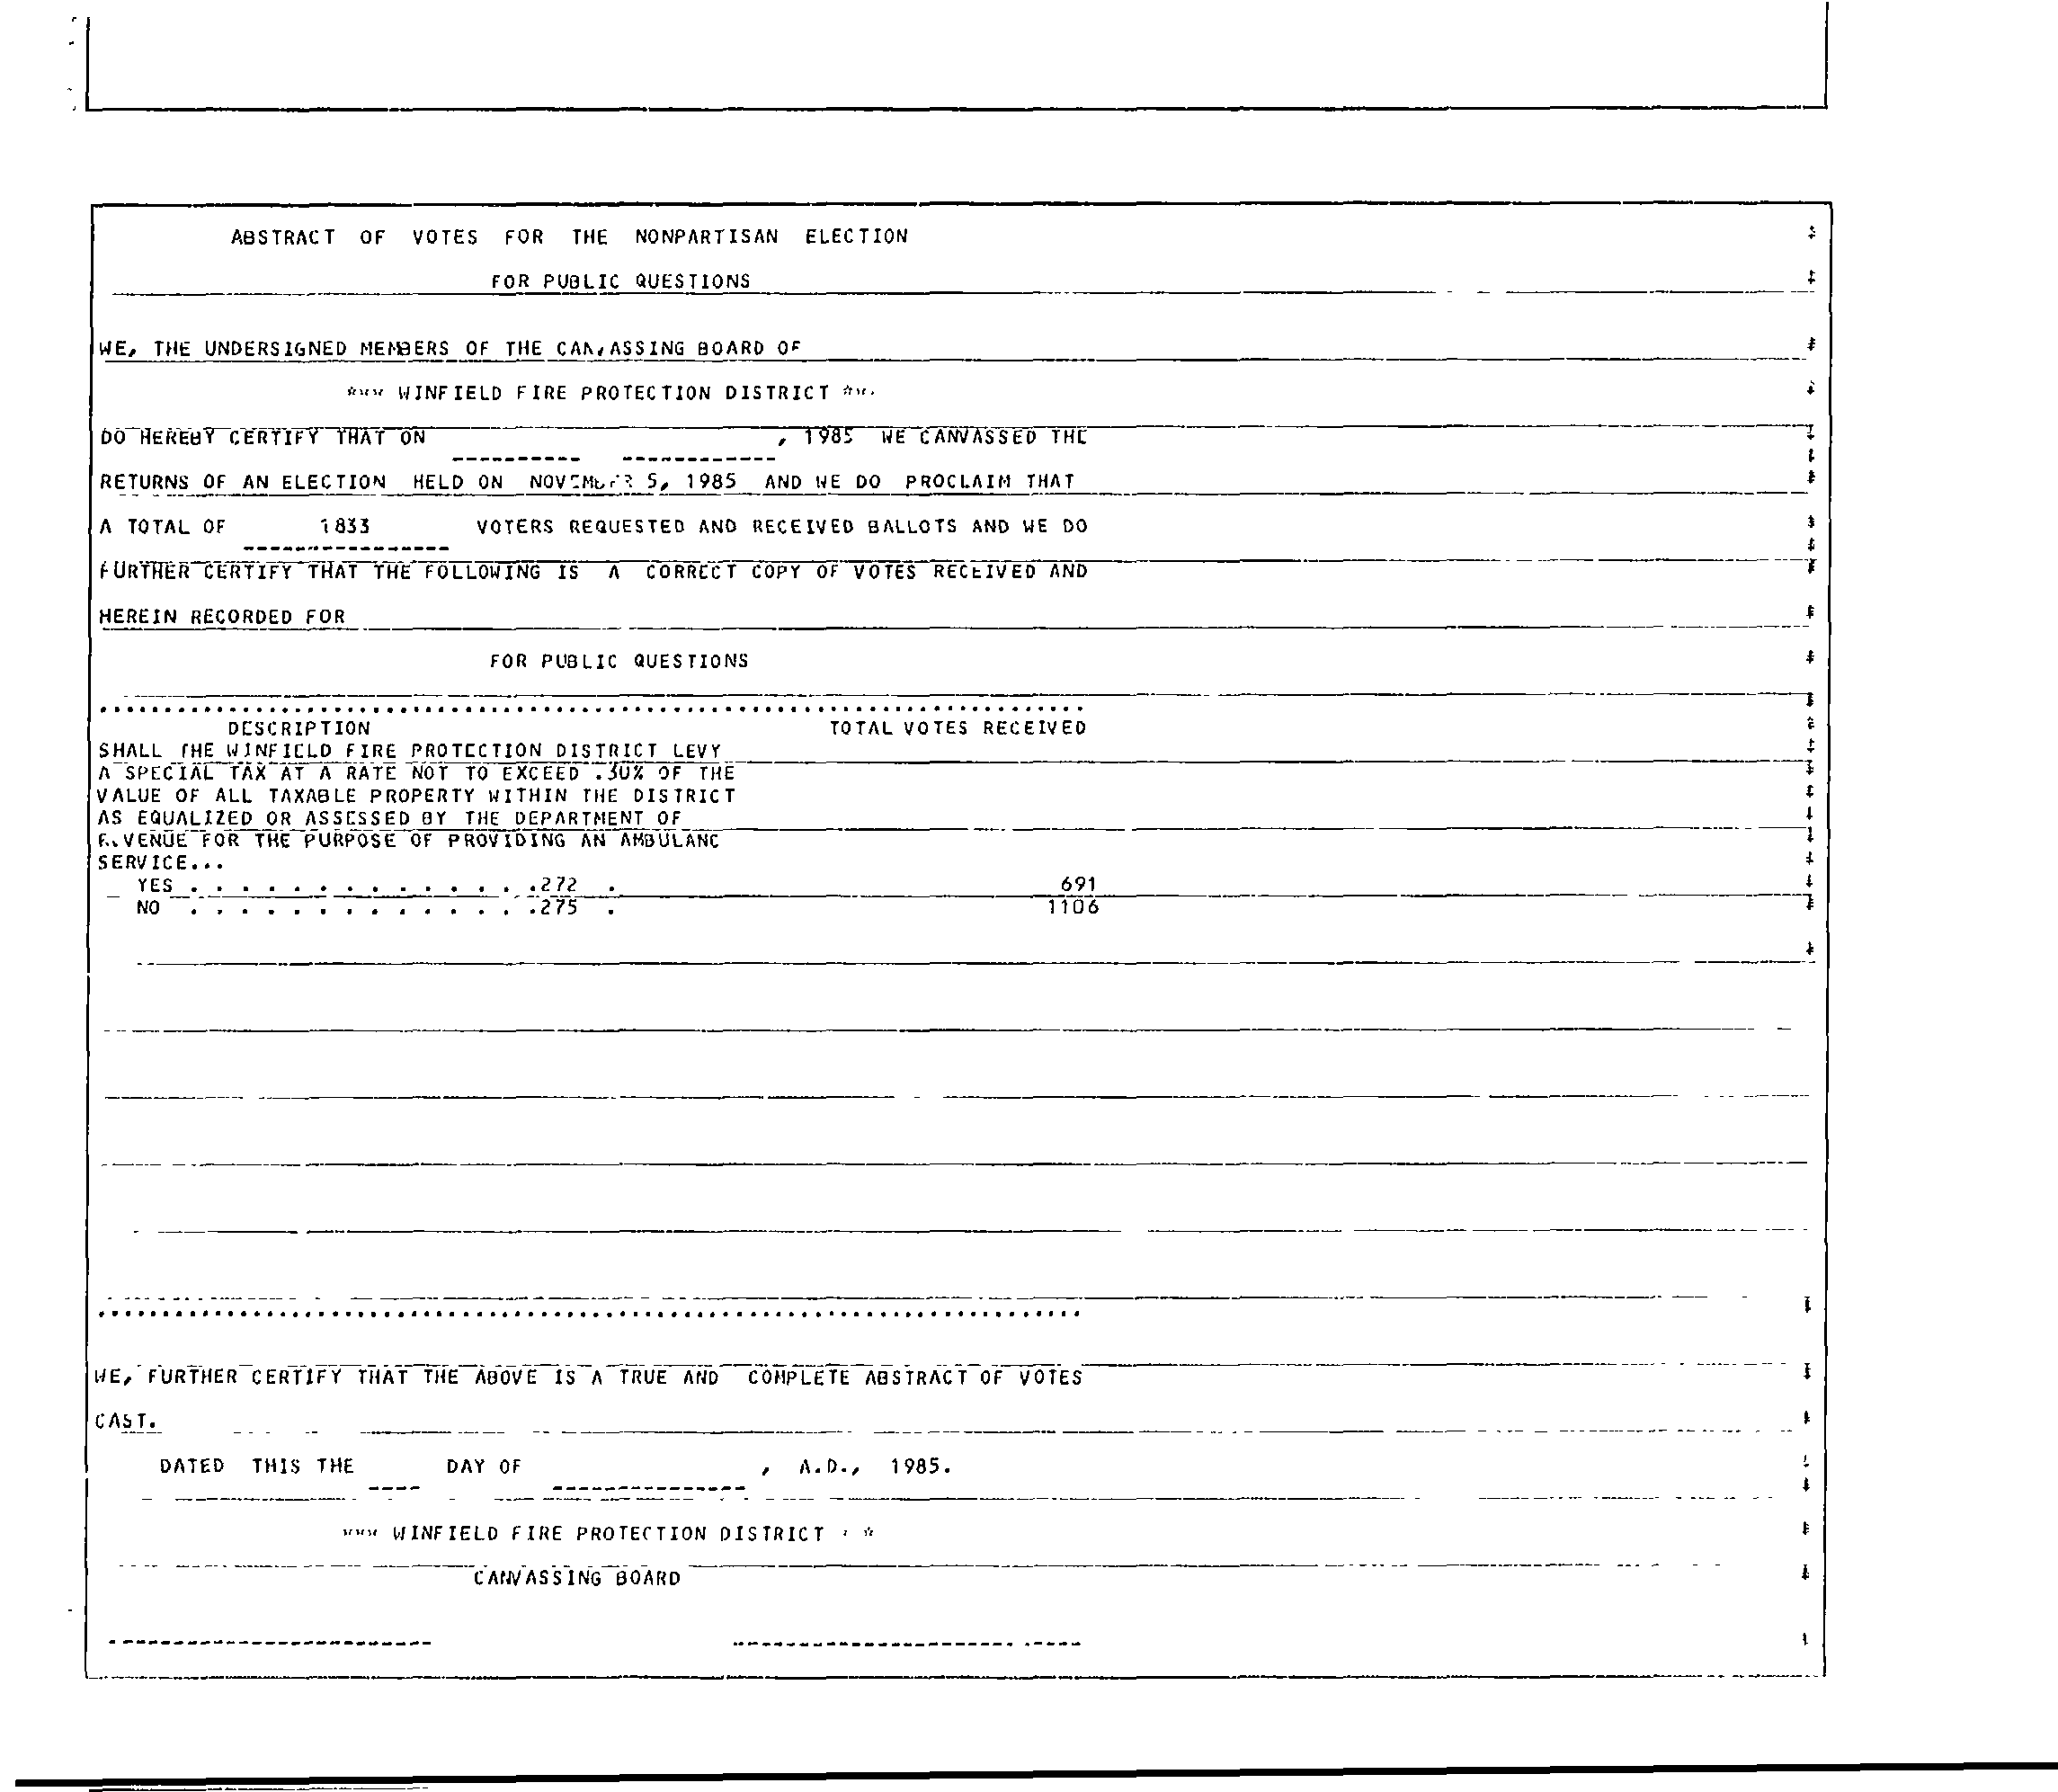 ABSTRACT OF VOTES FOR THE NONPARTISAN ELECTION
FOR PUBLIC QUESTIONS
WE, THE UNDERSIGNED MEMBERS OF THE CANVASSING BOARD OF
*** WINFIELD FIRE PROTECTION DISTRICT ***
DO HEREBY CERTIFY THAT ON , 1985 WE CANVASSED THE
RETURNS OF AN ELECTION HELD ON NOVEMBER 5, 1985 AND WE DO PROCLAIM THAT
A TOTAL OF 1833 VOTERS REQUESTED AND RECEIVED BALLOTS AND WE DO
FURTHER CERTIFY THAT THE FOLLOWING IS A CORRECT COPY OF VOTES RECEIVED AND
HEREIN RECORDED FOR
FOR PUBLIC QUESTIONS
DESCRIPTION TOTAL VOTES RECEIVED
SHALL THE WINFIELD FIRE PROTECTION DISTRICT LEVY
A SPECIAL TAX AT A RATE NOT TO EXCEED .30% OF THE
VALUE OF ALL TAXABLE PROPERTY WITHIN THE DISTRICT
AS EQUALIZED OR ASSESSED BY THE DEPARTMENT OF
REVENUE FOR THE PURPOSE OF PROVIDING AN AMBULANC
SERVICE...
YES . . . . . . . . . . . . . .272 . 691
NO . . . . . . . . . . . . . .275 . 1106
WE, FURTHER CERTIFY THAT THE ABOVE IS A TRUE AND COMPLETE ABSTRACT OF VOTES
CAST.
DATED THIS THE DAY OF , A.D., 1985.
*** WINFIELD FIRE PROTECTION DISTRICT * *
CANVASSING BOARD